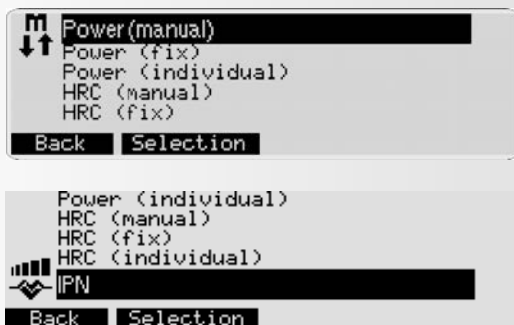 m
Power (manual)
Power (fix)
Power (individual)
HRC (manual)
HRC (fix)
Back Selection
Power (individual)
HRC (manual)
HRC (fix)
HRC (individual)
IPN
Back Selection